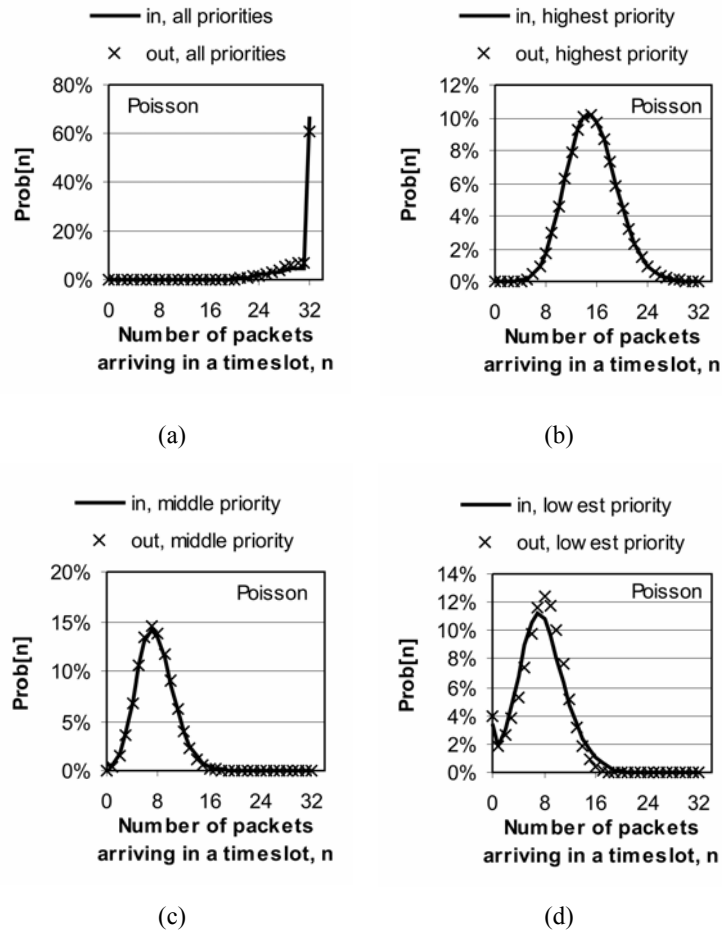 in, all priorities
out, all priorities
80%
60%
40%
20%
0%
Poisson
Prob[n]
0 8 16 24 32
Number of packets
arriving in a timeslot, n
(a)
in, highest priority
out, highest priority
12%
10%
8%
6%
4%
2%
0%
Poisson
Prob[n]
0 8 16 24 32
Number of packets
arriving in a timeslot, n
(b)
in, middle priority
out, middle priority
20%
15%
10%
5%
0%
Poisson
Prob[n]
0 8 16 24 32
Number of packets
arriving in a timeslot, n
(c)
in, low est priority
out, low est priority
14%
12%
10%
8%
6%
4%
2%
0%
Poisson
Prob[n]
0 8 16 24 32
Number of packets
arriving in a timeslot, n
(d)